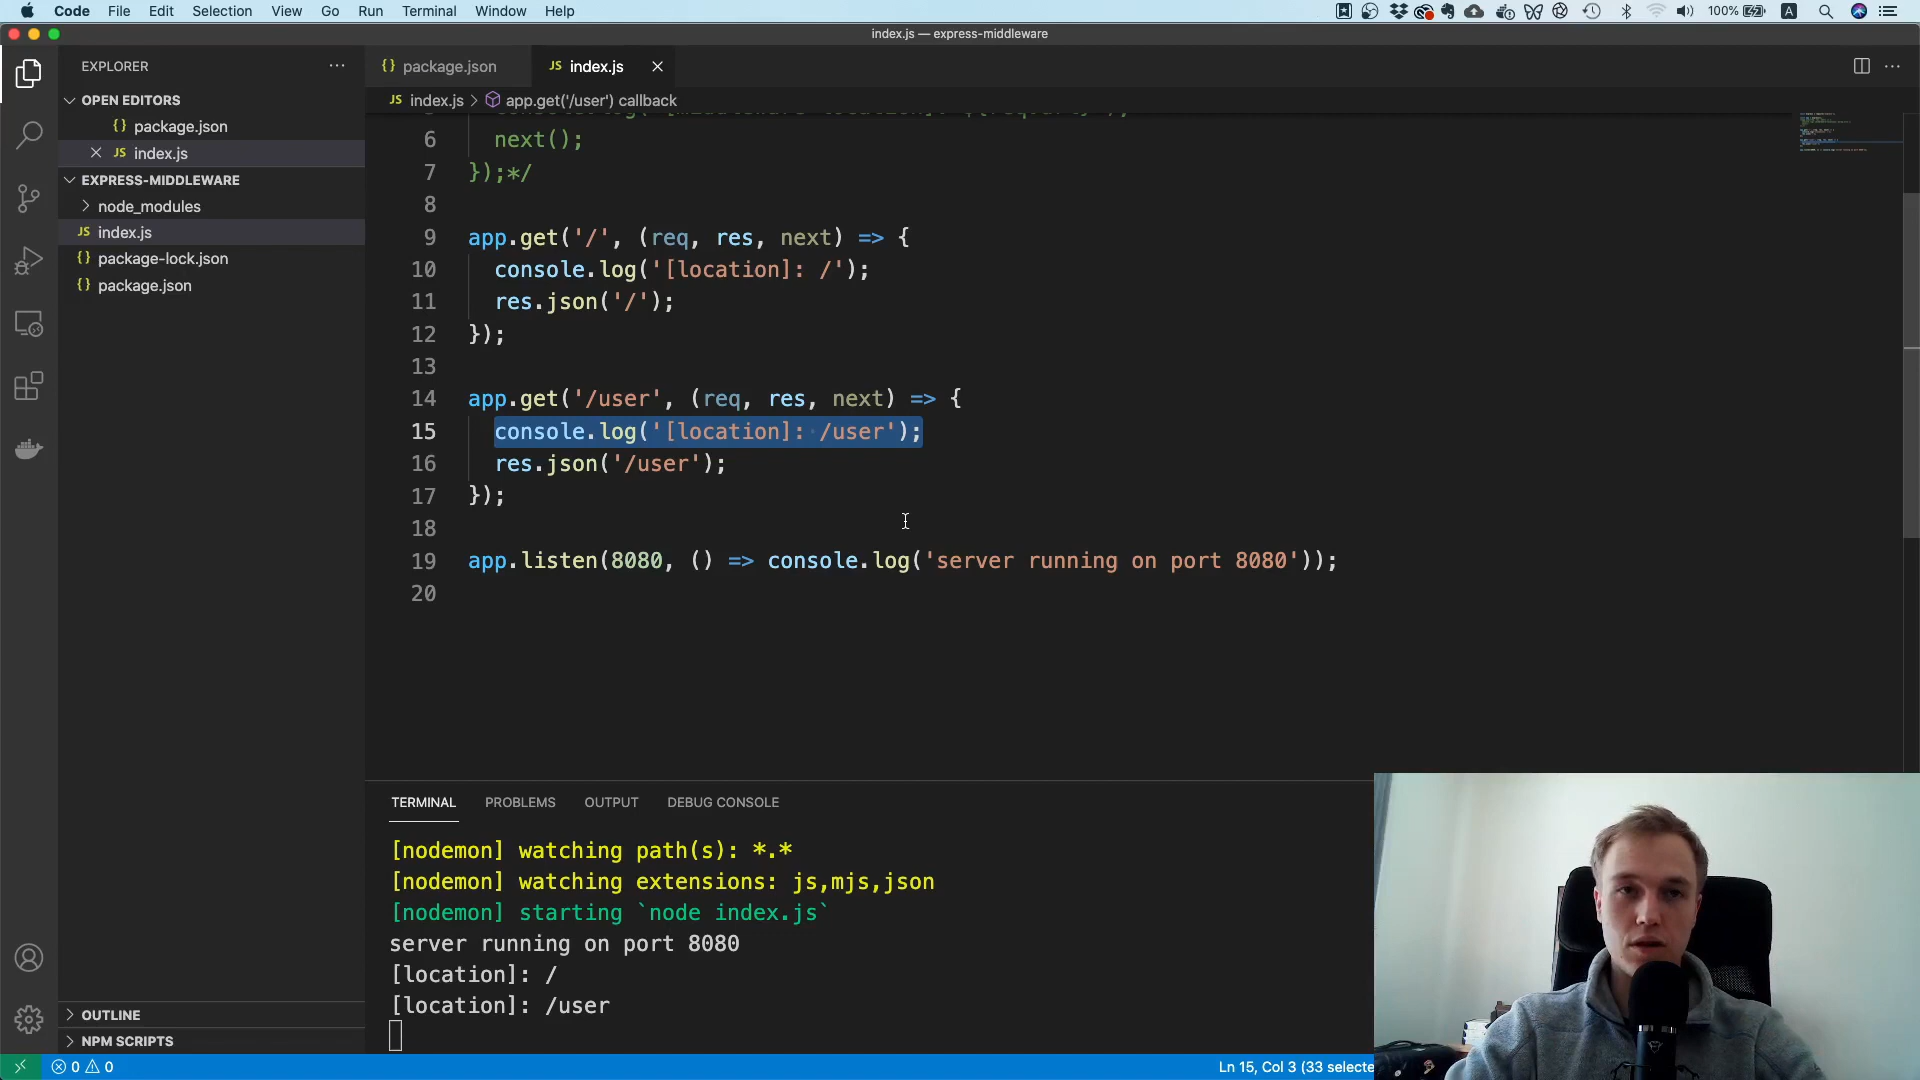 Code File Edit Selection View Go Run Terminal Window Help 100% A
index.js — express-middleware
EXPLORER
OPEN EDITORS
{} package.json
JS index.js
EXPRESS-MIDDLEWARE
node_modules
JS index.js
{} package-lock.json
{} package.json
OUTLINE
NPM SCRIPTS
{} package.json JS index.js
JS index.js > app.get('/user') callback
6 next();
7 });*/
8
9 app.get('/', (req, res, next) => {
10 console.log('[location]: /');
11 res.json('/');
12 });
13
14 app.get('/user', (req, res, next) => {
15 console.log('[location]: /user');
16 res.json('/user');
17 });
18
19 app.listen(8080, () => console.log('server running on port 8080'));
20
TERMINAL PROBLEMS OUTPUT DEBUG CONSOLE
[nodemon] watching path(s): *.*
[nodemon] watching extensions: js,mjs,json
[nodemon] starting `node index.js`
server running on port 8080
[location]: /
[location]: /user
0 0 Ln 15, Col 3 (33 selecte